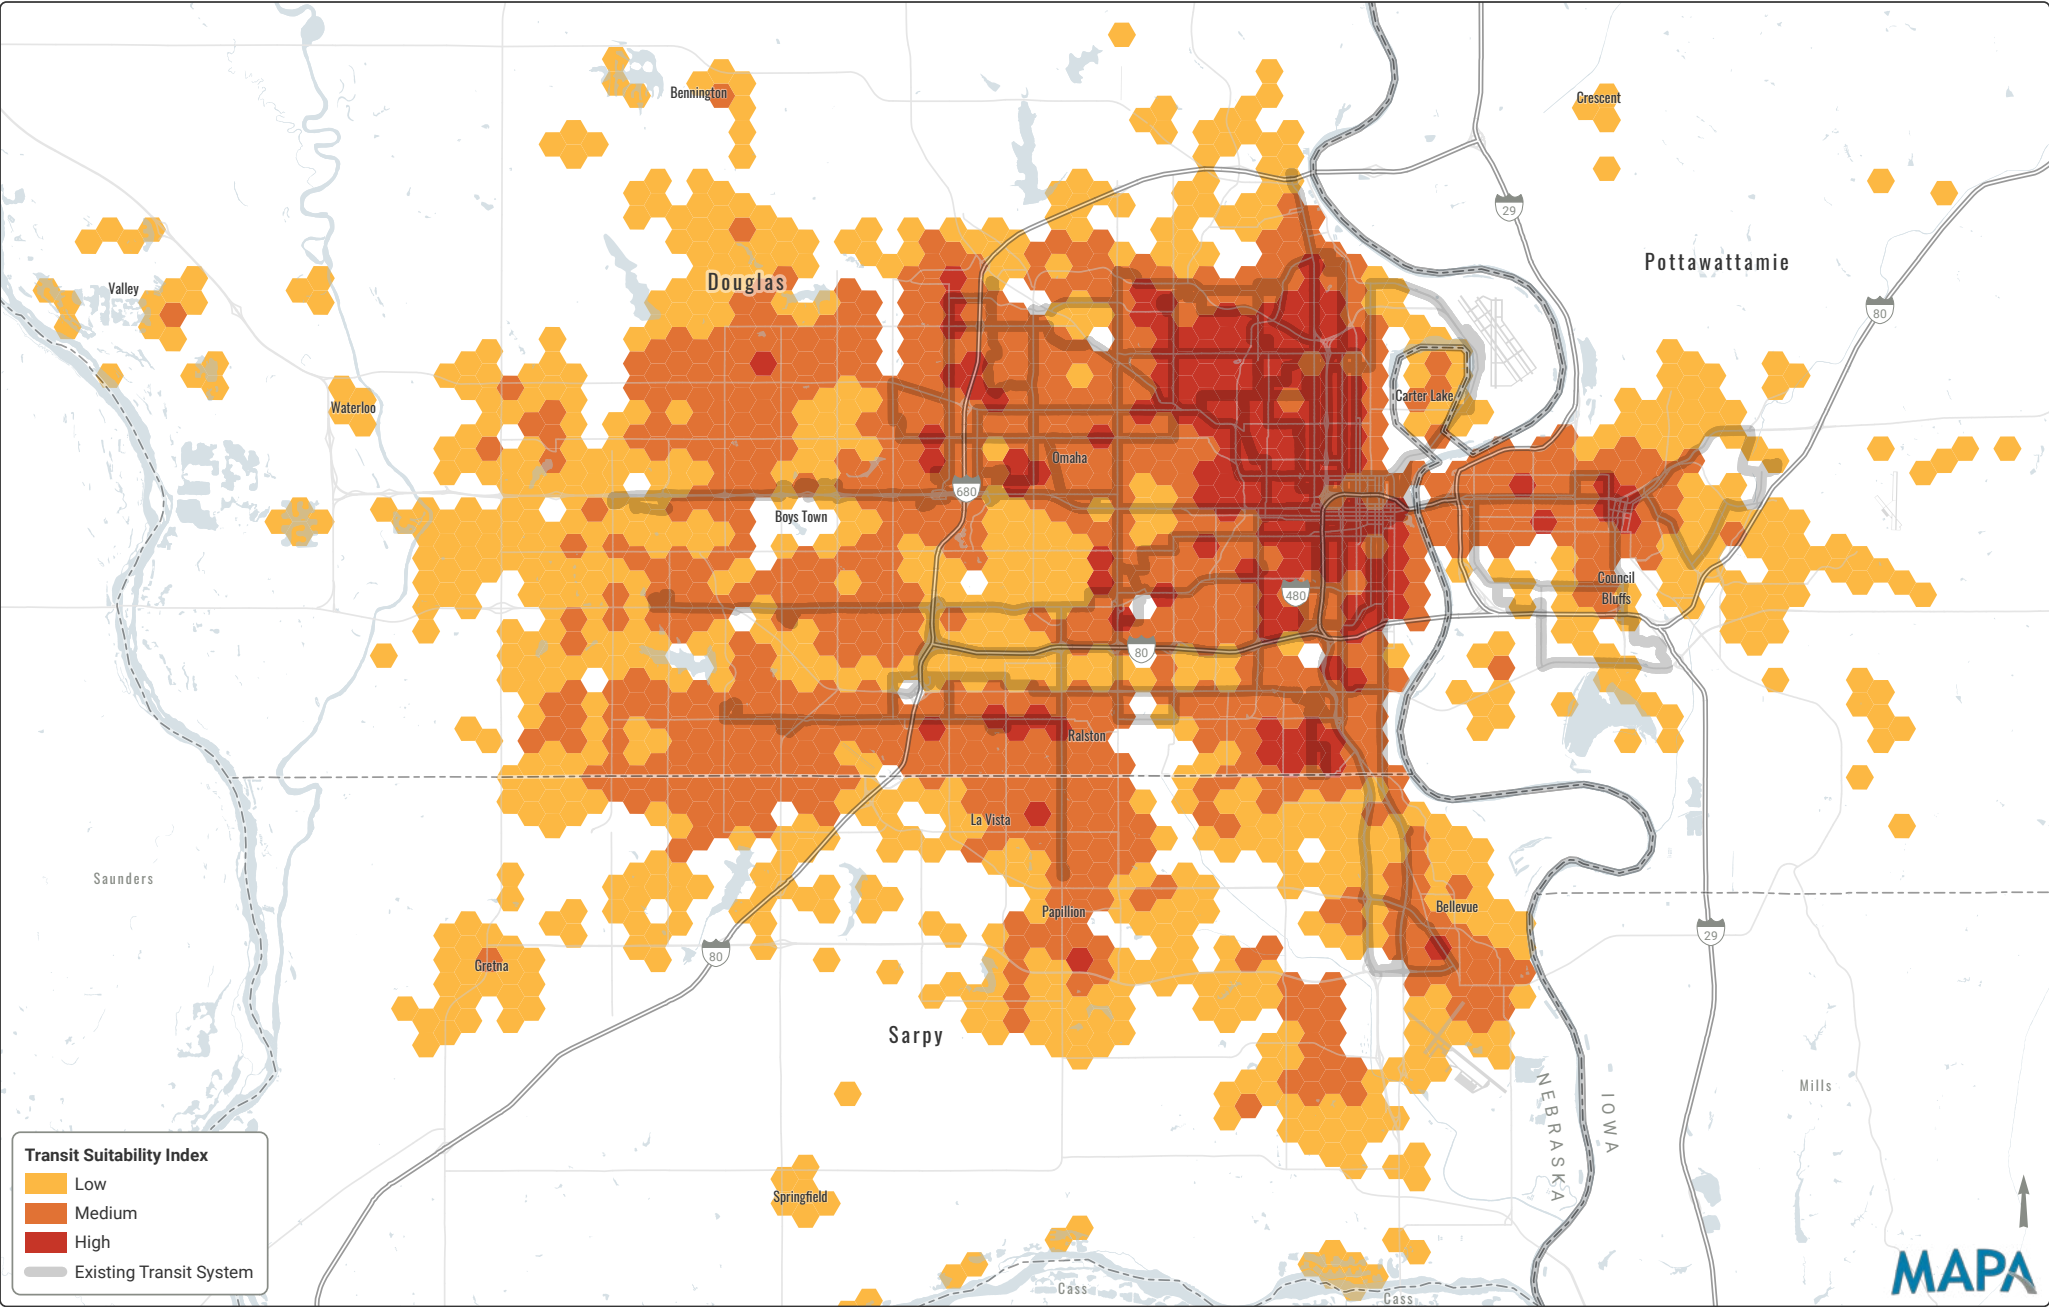 Bennington
Crescent
29
Pottawattamie
Douglas
Valley
80
Carter Lake
Waterloo
Omaha
680
Boys Town
Council
Bluffs
480
80
Ralston
La Vista
Saunders
Papillion
Bellevue
29
80
Gretna
Sarpy
Mills
NEBRASKA
IOWA
Springfield
Cass
Cass
Transit Suitability Index
Low
Medium
High
Existing Transit System
MAPA